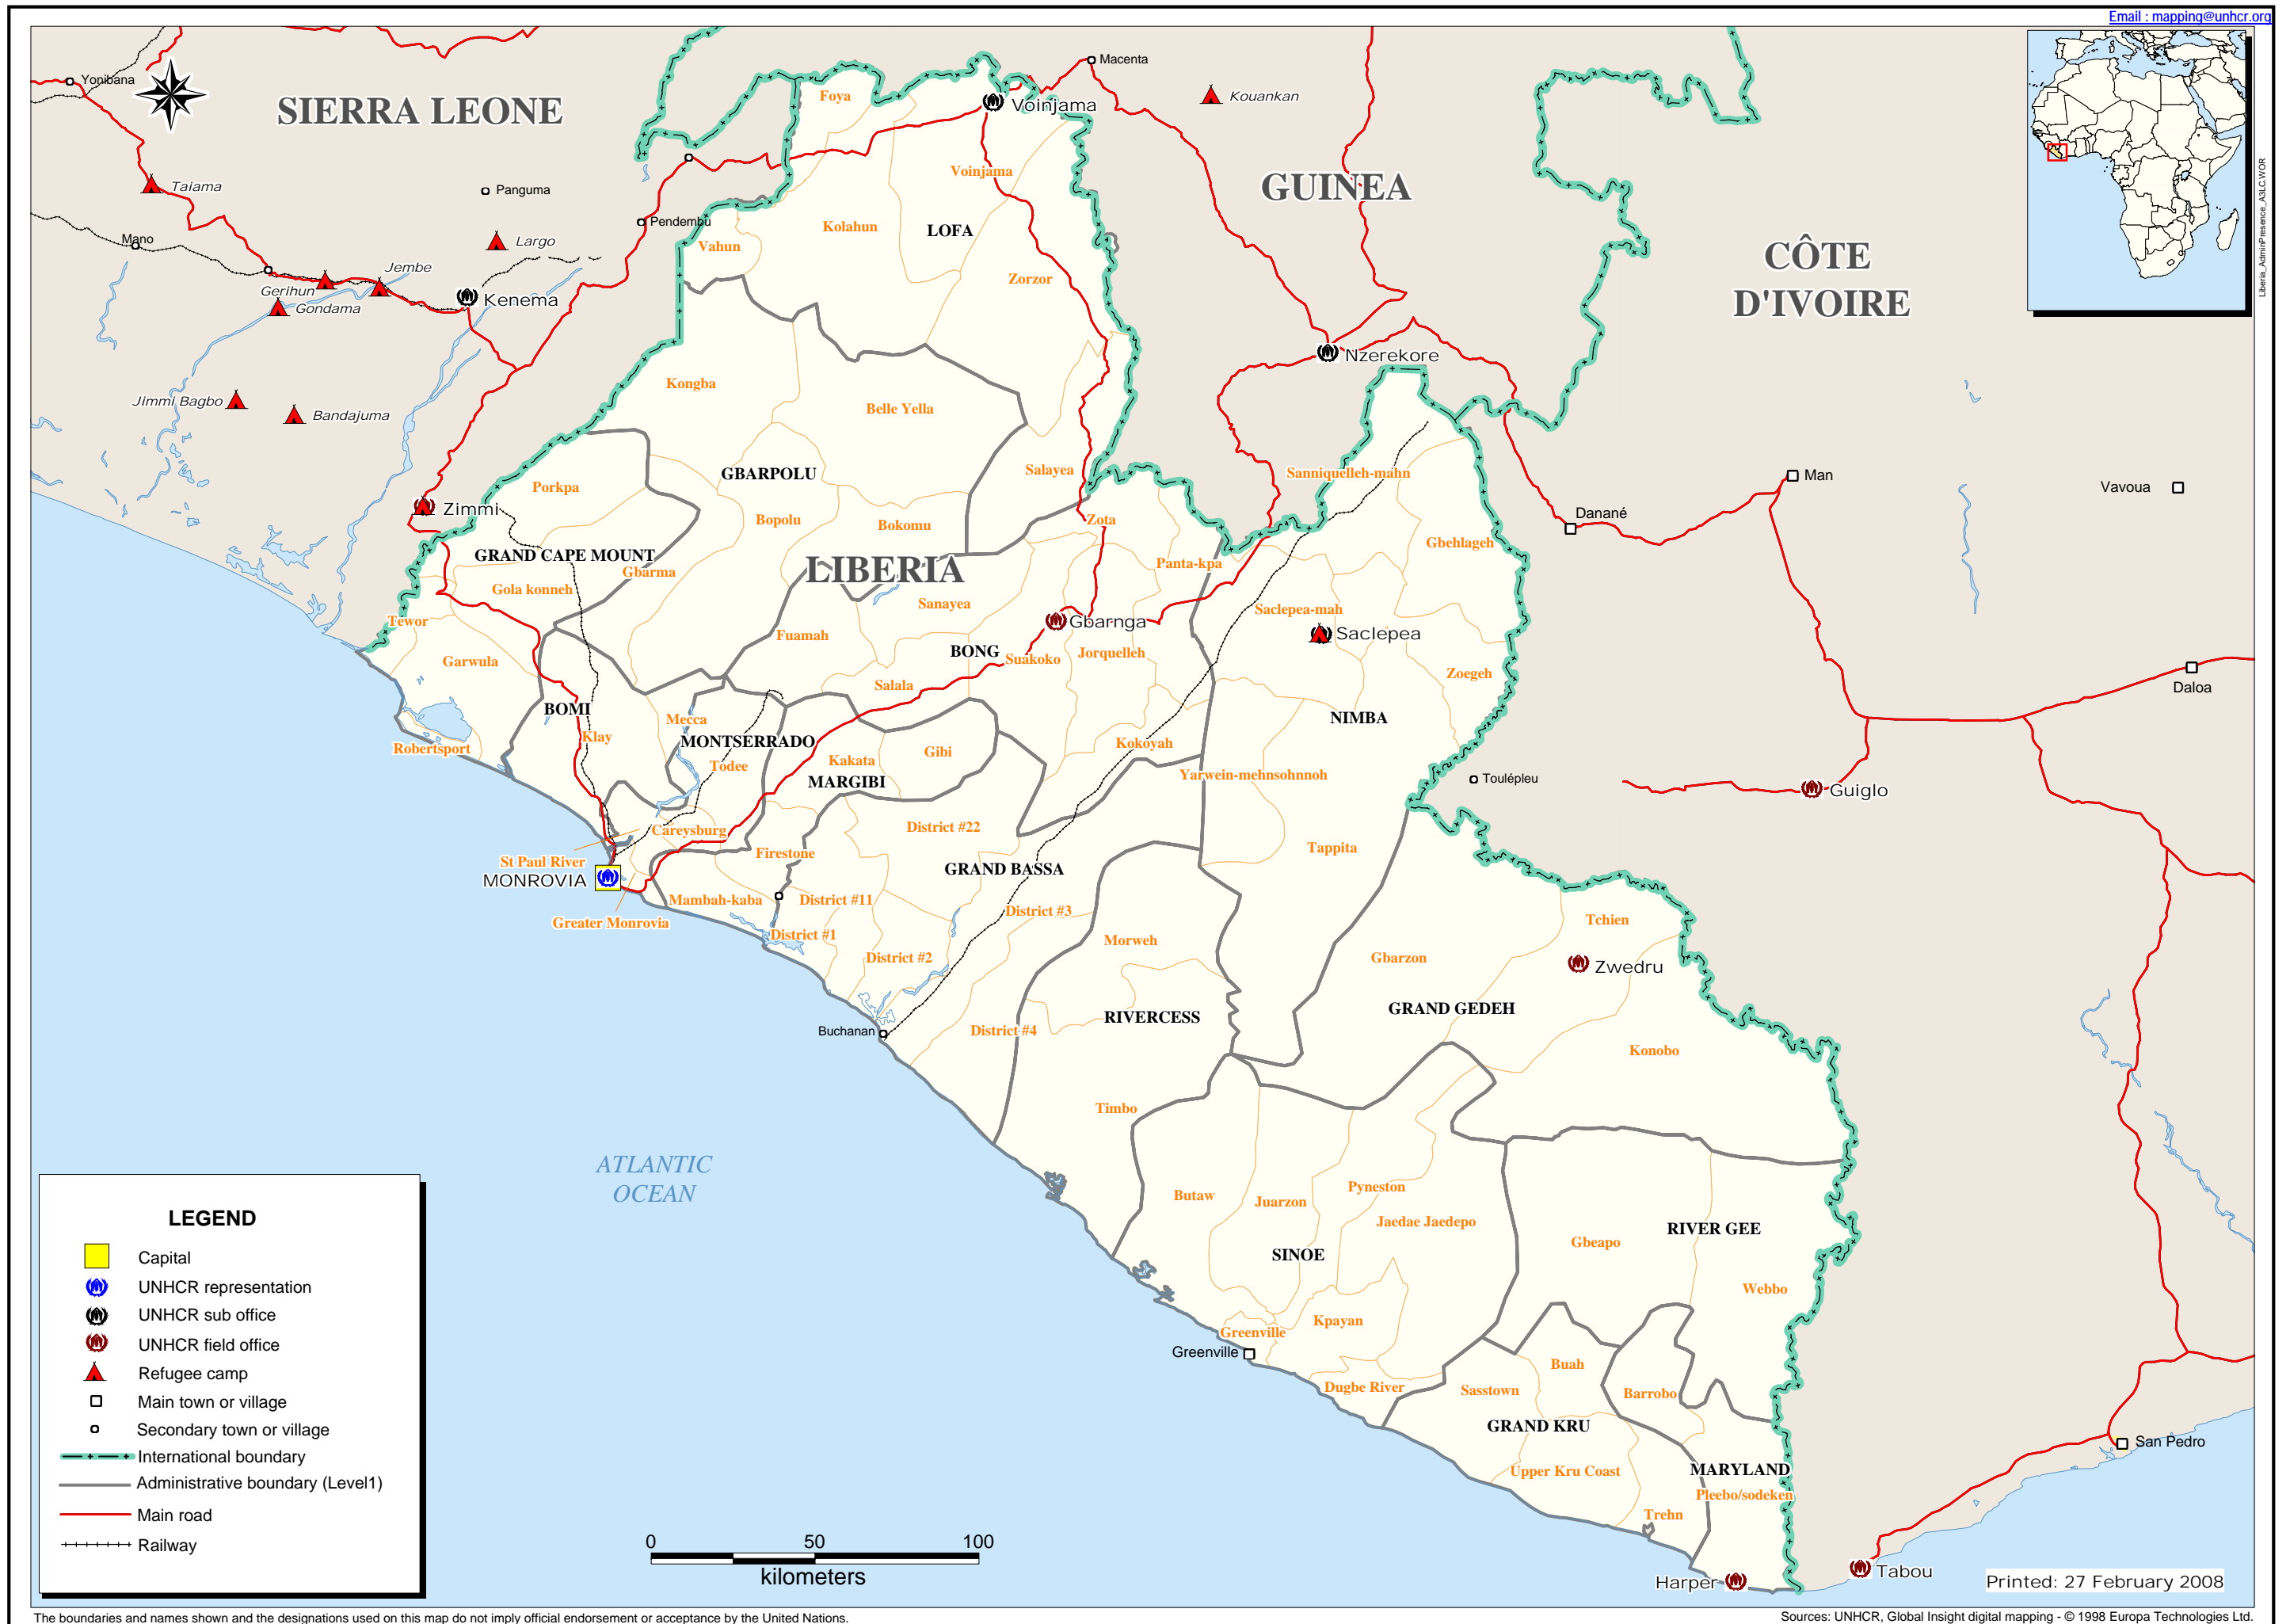 Email : mapping@unhcr.org
Liberia_AdminPresence_A3LC.WOR
Yonibana
SIERRA LEONE
Macenta
Kouankan
Foya
Voinjama
Voinjama
GUINEA
Taiama
Panguma
Pendembu
Mano
Largo
Kolahun
LOFA
Vahun
Zorzor
CÔTE
D'IVOIRE
Jembe
Gerihun
Gondama
Kenema
Nzerekore
Kongba
Belle Yella
Jimmi Bagbo
Bandajuma
GBARPOLU
Salayea
Sanniquelleh-mahn
Man
Vavoua
Porkpa
Zimmi
Bopolu
Bokomu
Zota
Danané
GRAND CAPE MOUNT
Gbarma
LIBERIA
Panta-kpa
Gbehlageh
Gola konneh
Sanayea
Saclepea-mah
Tewor
Fuamah
Gbarnga
Saclepea
Garwula
BONG
Suakoko
Jorquelleh
Salala
Zoegeh
Daloa
BOMI
Mecca
NIMBA
Klay
MONTSERRADO
Robertsport
Todee
Kakata
Gibi
Kokoyah
MARGIBI
Yarwein-mehnsohnnoh
Toulépleu
Guiglo
Careysburg
District #22
St Paul River
Firestone
GRAND BASSA
Tappita
MONROVIA
Mambah-kaba
District #11
District #3
Greater Monrovia
District #1
Tchien
District #2
Morweh
Gbarzon
Zwedru
RIVERCESS
GRAND GEDEH
Buchanan
District #4
Konobo
Timbo
ATLANTIC
OCEAN
Butaw
Juarzon
Pyneston
Jaedae Jaedepo
RIVER GEE
Gbeapo
SINOE
Webbo
Kpayan
Greenville
Greenville
Buah
Dugbe River
Sasstown
Barrobo
GRAND KRU
San Pedro
Upper Kru Coast
MARYLAND
Pleebo/sodeken
Trehn
Harper
Tabou
LEGEND
Capital
UNHCR representation
UNHCR sub office
UNHCR field office
Refugee camp
Main town or village
Secondary town or village
International boundary
Administrative boundary (Level1)
Main road
Railway
0 50 100
kilometers
Printed: 27 February 2008
The boundaries and names shown and the designations used on this map do not imply official endorsement or acceptance by the United Nations.
Sources: UNHCR, Global Insight digital mapping - © 1998 Europa Technologies Ltd.